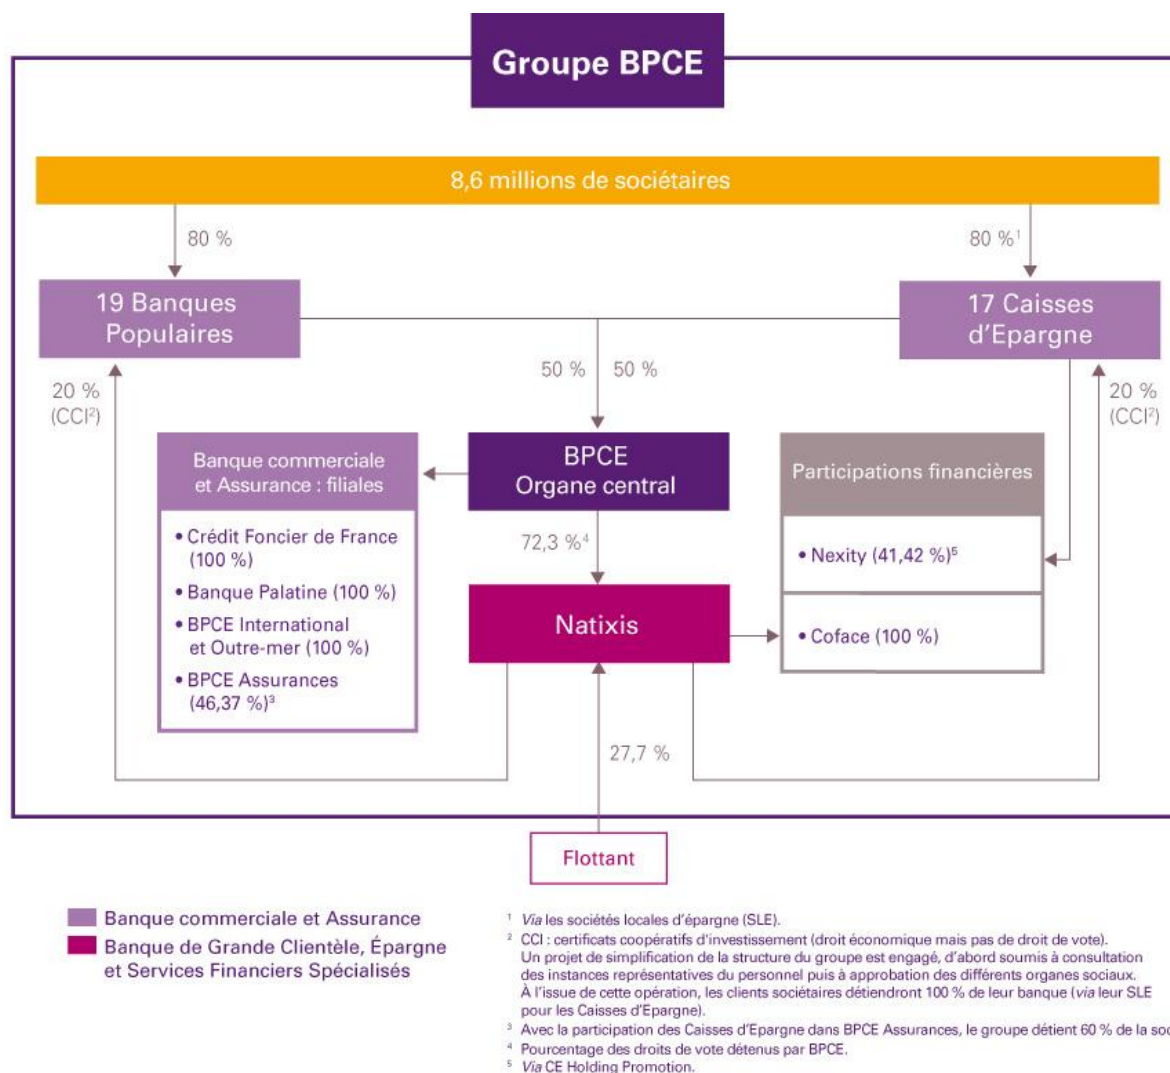 Groupe BPCE
8,6 millions de sociétaires
80 %
80 %¹
19 Banques
Populaires
17 Caisses
d'Epargne
50 %
50 %
20 %
(CCI²)
20 %
(CCI²)
Banque commerciale
et Assurance : filiales
• Crédit Foncier de France
(100 %)
• Banque Palatine (100 %)
• BPCE International
et Outre-mer (100 %)
• BPCE Assurances
(46,37 %)³
BPCE
Organe central
72,3 %⁴
Natixis
Participations financières
• Nexity (41,42 %)⁵
• Coface (100 %)
27,7 %
Flottant
Banque commerciale et Assurance
Banque de Grande Clientèle, Épargne
et Services Financiers Spécialisés
¹ Via les sociétés locales d'épargne (SLE).
² CCI : certificats coopératifs d'investissement (droit économique mais pas de droit de vote).
Un projet de simplification de la structure du groupe est engagé, d'abord soumis à consultation
des instances représentatives du personnel puis à approbation des différents organes sociaux.
À l'issue de cette opération, les clients sociétaires détiendront 100 % de leur banque (via leur SLE
pour les Caisses d'Epargne).
³ Avec la participation des Caisses d'Epargne dans BPCE Assurances, le groupe détient 60 % de la soc
⁴ Pourcentage des droits de vote détenus par BPCE.
⁵ Via CE Holding Promotion.